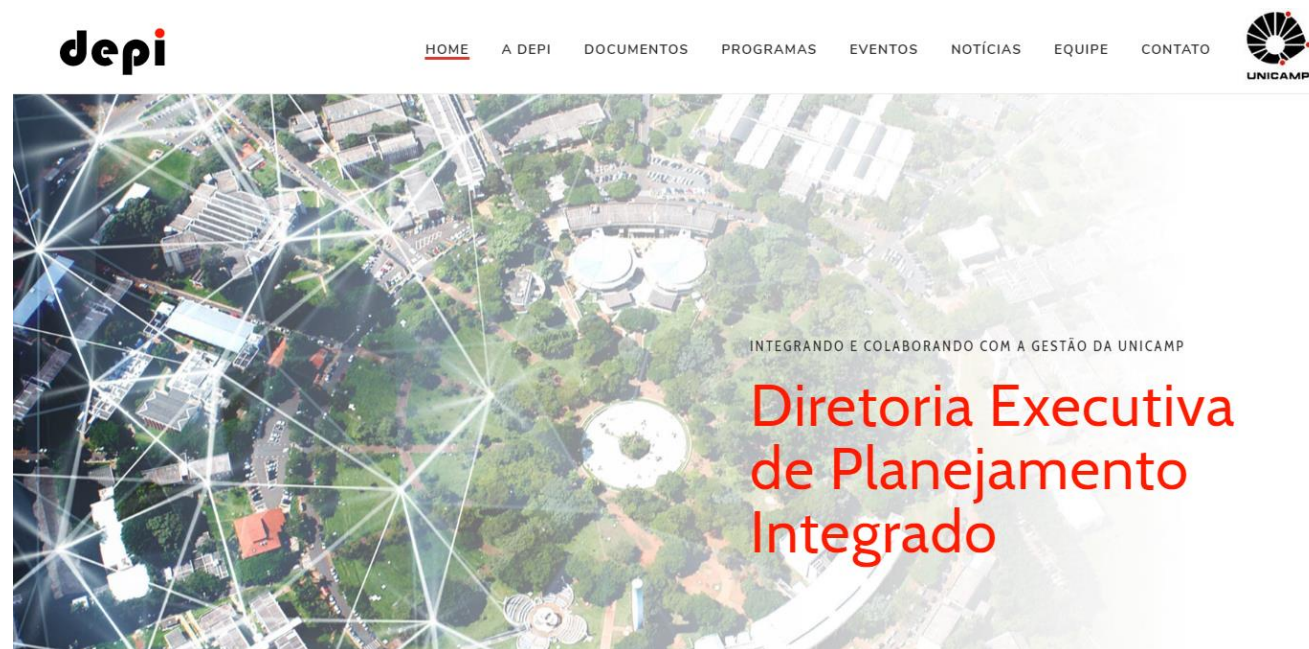 depi
HOME A DEPI DOCUMENTOS PROGRAMAS EVENTOS NOTÍCIAS EQUIPE CONTATO
UNICAMP
INTEGRANDO E COLABORANDO COM A GESTÃO DA UNICAMP
Diretoria Executiva
de Planejamento
Integrado